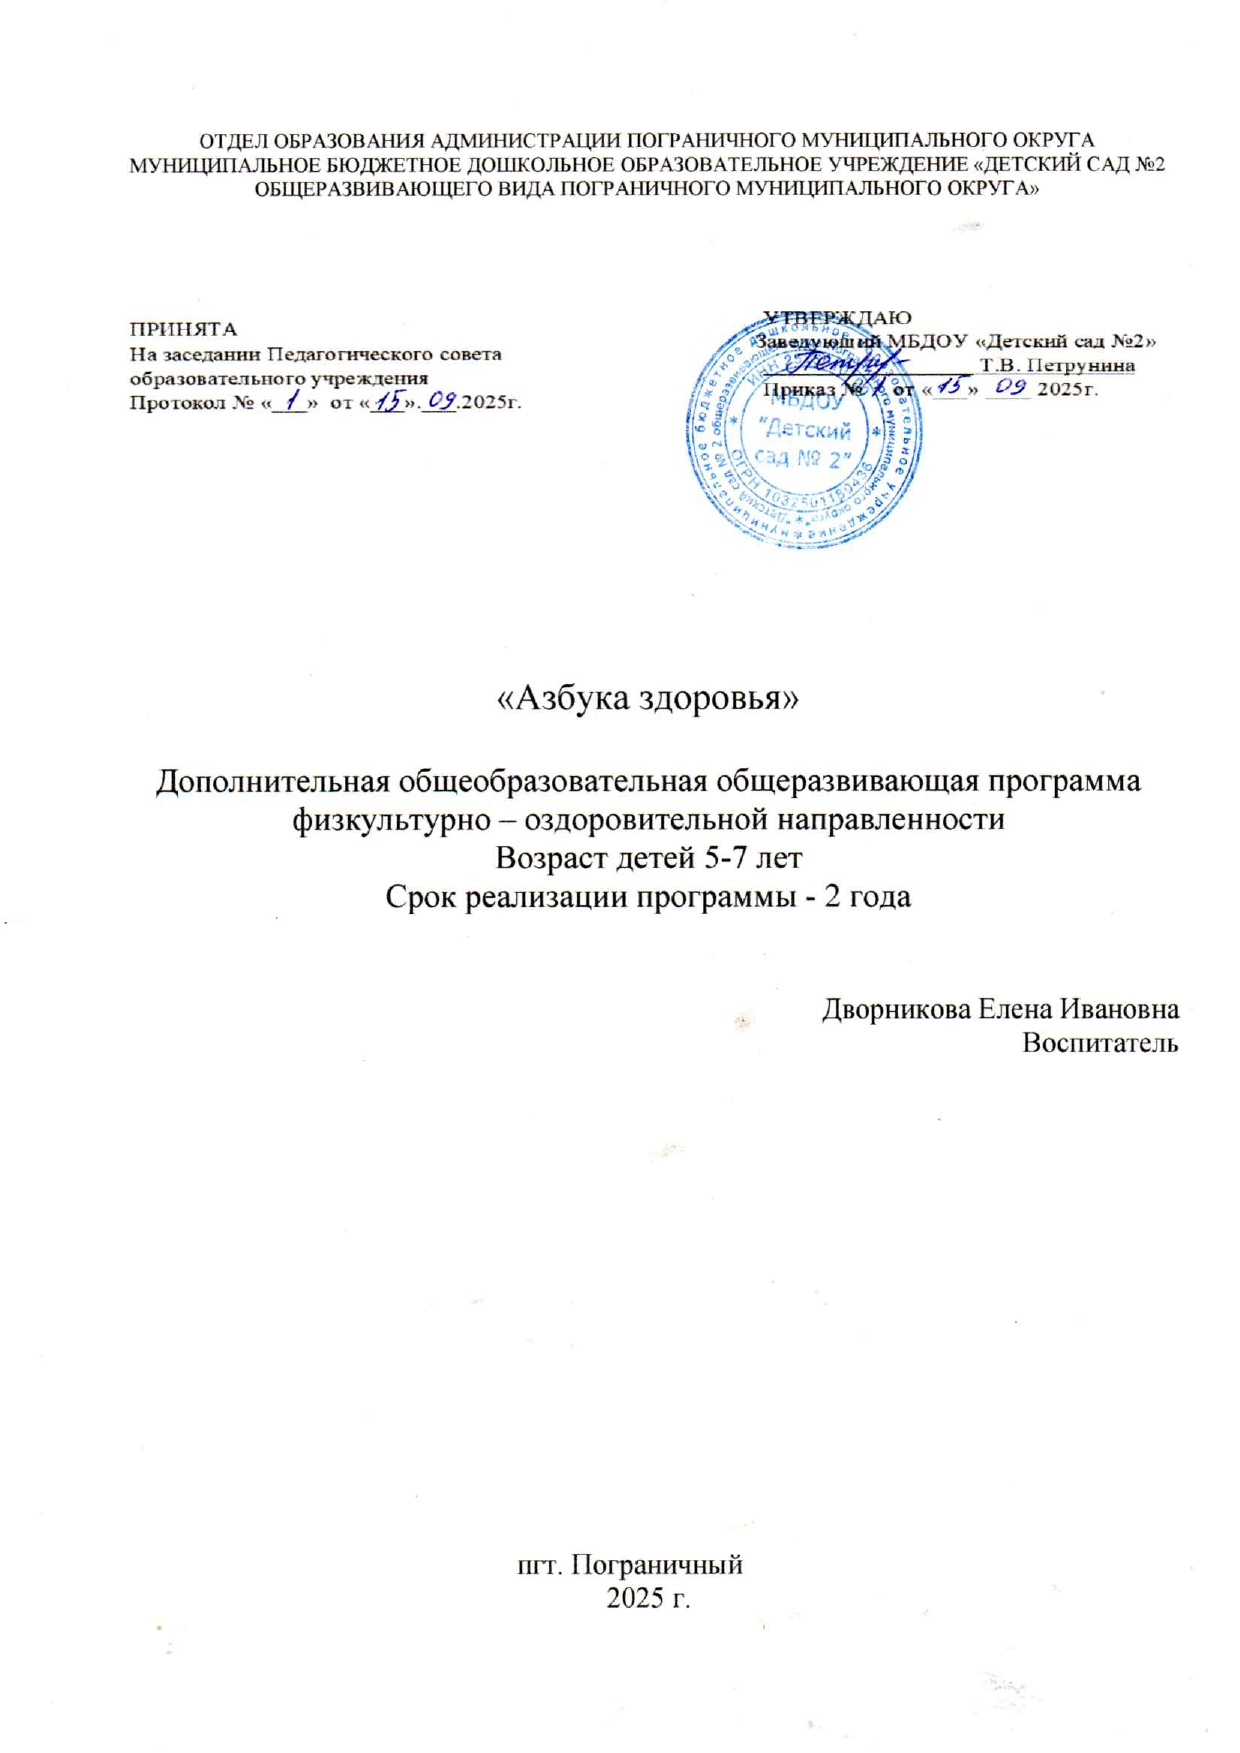 ОТДЕЛ ОБРАЗОВАНИЯ АДМИНИСТРАЦИИ ПОГРАНИЧНОГО МУНИЦИПАЛЬНОГО ОКРУГА
МУНИЦИПАЛЬНОЕ БЮДЖЕТНОЕ ДОШКОЛЬНОЕ ОБРАЗОВАТЕЛЬНОЕ УЧРЕЖДЕНИЕ «ДЕТСКИЙ САД №2
ОБЩЕРАЗВИВАЮЩЕГО ВИДА ПОГРАНИЧНОГО МУНИЦИПАЛЬНОГО ОКРУГА»
ПРИНЯТА
На заседании Педагогического совета
образовательного учреждения
Протокол № «1» от «15».09.2025г.
УТВЕРЖДАЮ
Заведующий МБДОУ «Детский сад №2»
Т.В. Петрунина
Приказ № от «15» 09 2025г.
МБДОУ
"Детский
сад № 2"
«Азбука здоровья»
Дополнительная общеобразовательная общеразвивающая программа
физкультурно – оздоровительной направленности
Возраст детей 5-7 лет
Срок реализации программы - 2 года
Дворникова Елена Ивановна
Воспитатель
пгт. Пограничный
2025 г.